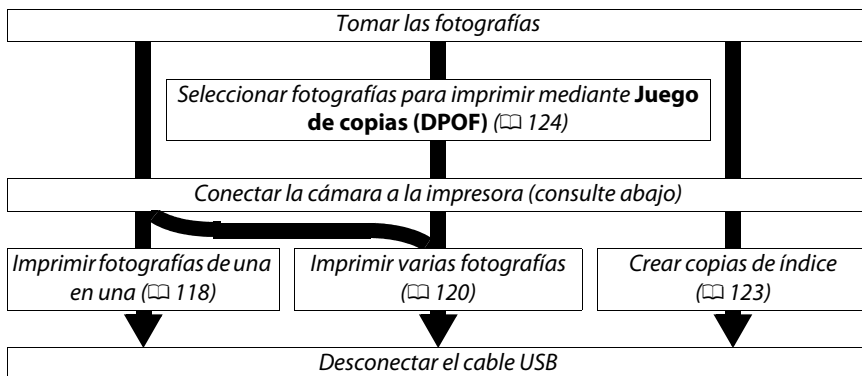 Tomar las fotografías
Seleccionar fotografías para imprimir mediante Juego
de copias (DPOF) (🕮 124)
Conectar la cámara a la impresora (consulte abajo)
Imprimir fotografías de una
en una (🕮 118)
Imprimir varias fotografías
(🕮 120)
Crear copias de índice
(🕮 123)
Desconectar el cable USB